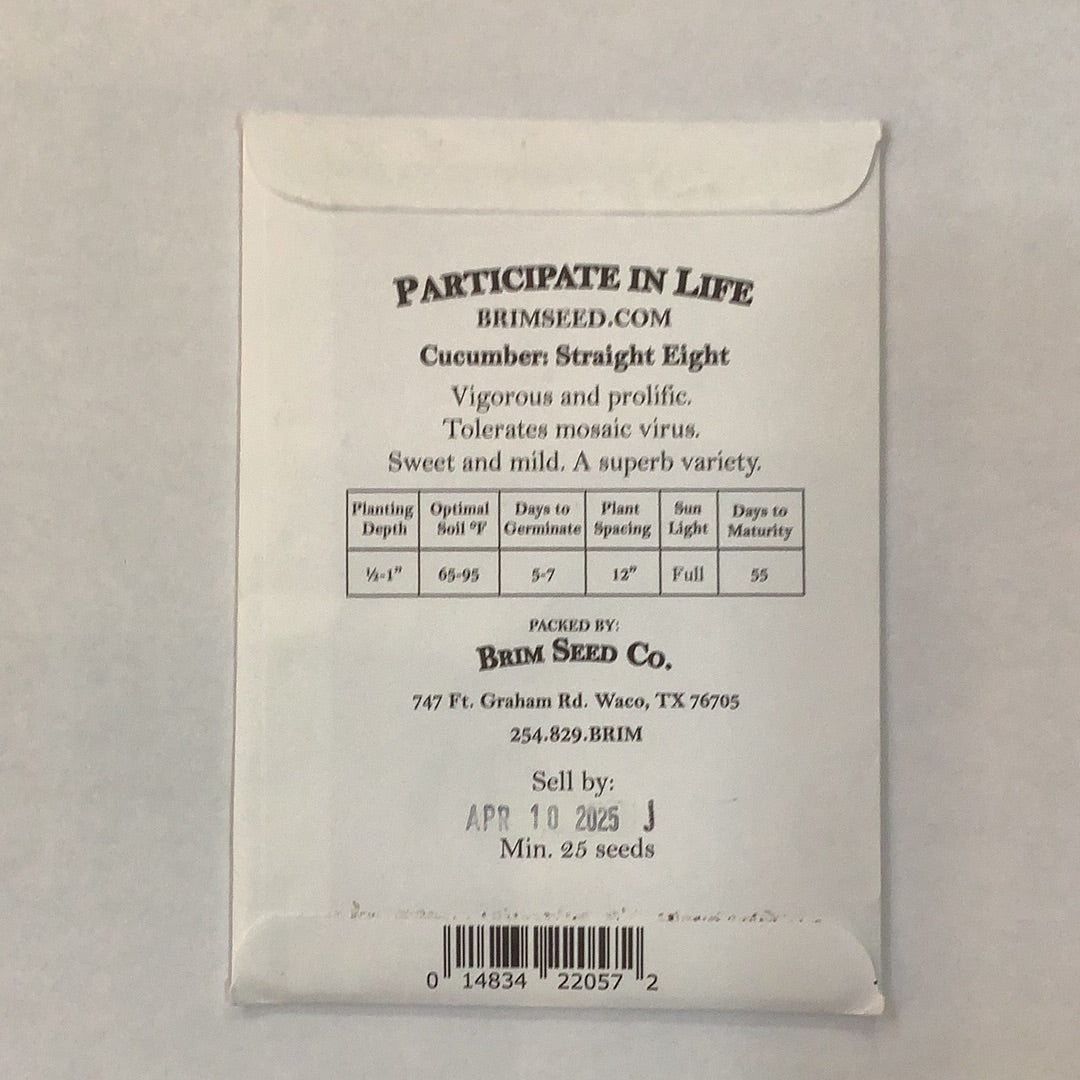 PARTICIPATE IN LIFE
BRIMSEED.COM
Cucumber: Straight Eight
Vigorous and prolific.
Tolerates mosaic virus.
Sweet and mild. A superb variety.
Planting Depth Optimal Soil °F Days to Germinate Plant Spacing Sun Light Days to Maturity
½-1" 65-95 5-7 12" Full 55
PACKED BY:
BRIM SEED CO.
747 Ft. Graham Rd. Waco, TX 76705
254.829.BRIM
Sell by:
APR 10 2025 J
Min. 25 seeds
0 14834 22057 2